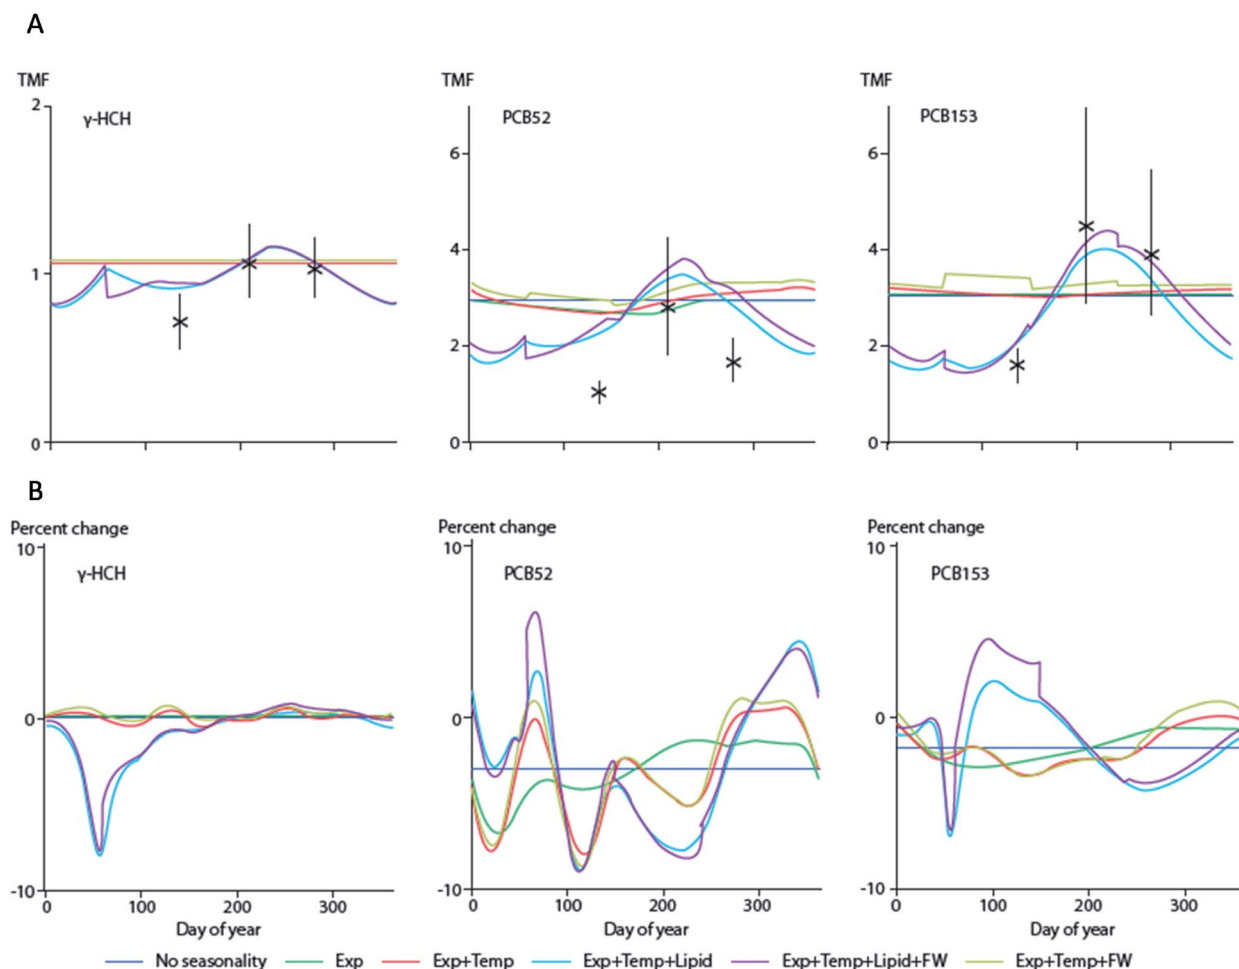 A
TMF
TMF
TMF
2
γ-HCH
PCB52
PCB153
6
6
4
4
1
2
2
0
0
0
B
Percent change
Percent change
Percent change
10
10
10
γ-HCH
PCB52
PCB153
0
0
0
-10
-10
-10
0 100 200 300
0 100 200 300
0 100 200 300
Day of year
Day of year
Day of year
No seasonality Exp Exp+Temp Exp+Temp+Lipid Exp+Temp+Lipid+FW Exp+Temp+FW